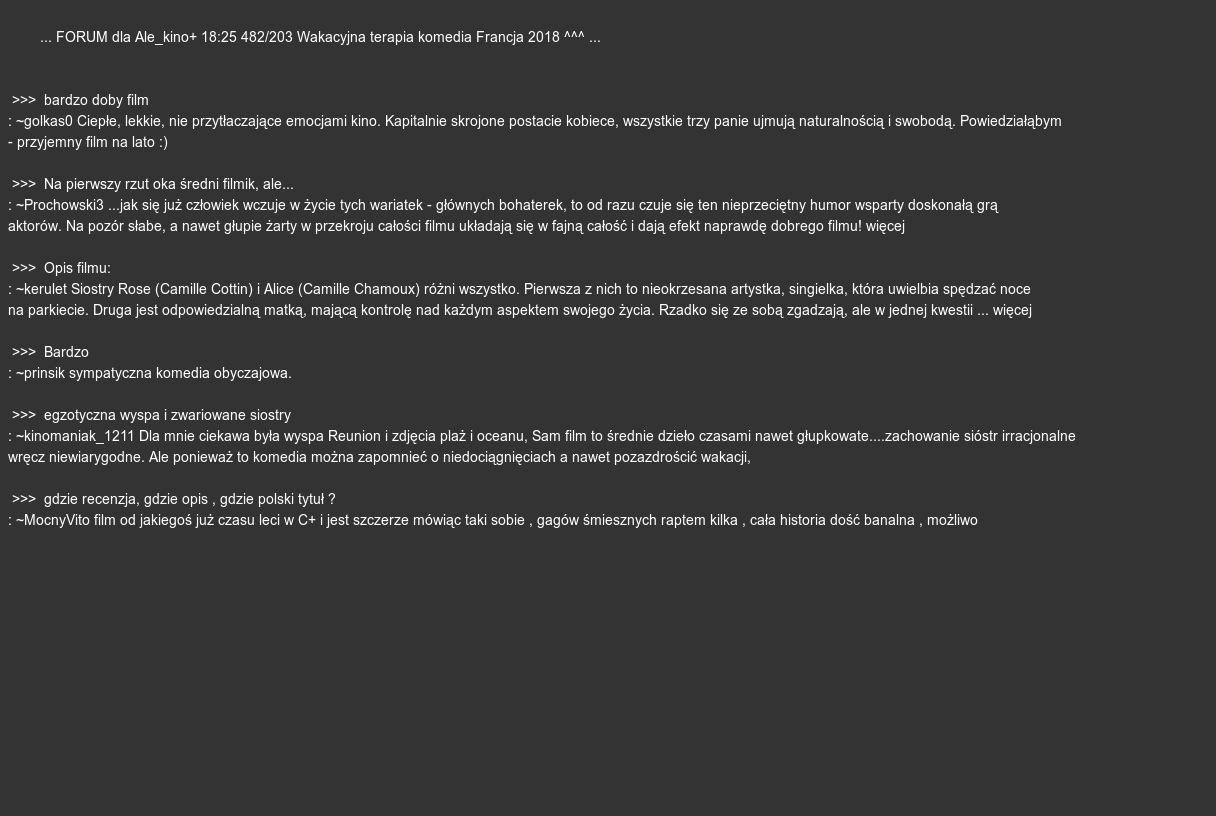 ... FORUM dla Ale_kino+ 18:25 482/203 Wakacyjna terapia komedia Francja 2018 ^^^ ...
>>> bardzo doby film
: ~golkas0 Ciepłe, lekkie, nie przytłaczające emocjami kino. Kapitalnie skrojone postacie kobiece, wszystkie trzy panie ujmują naturalnością i swobodą. Powiedziałąbym
- przyjemny film na lato :)
>>> Na pierwszy rzut oka średni filmik, ale...
: ~Prochowski3 ...jak się już człowiek wczuje w życie tych wariatek - głównych bohaterek, to od razu czuje się ten nieprzeciętny humor wsparty doskonałą grą
aktorów. Na pozór słabe, a nawet głupie żarty w przekroju całości filmu układają się w fajną całość i dają efekt naprawdę dobrego filmu! więcej
>>> Opis filmu:
: ~kerulet Siostry Rose (Camille Cottin) i Alice (Camille Chamoux) różni wszystko. Pierwsza z nich to nieokrzesana artystka, singielka, która uwielbia spędzać noce
na parkiecie. Druga jest odpowiedzialną matką, mającą kontrolę nad każdym aspektem swojego życia. Rzadko się ze sobą zgadzają, ale w jednej kwestii ... więcej
>>> Bardzo
: ~prinsik sympatyczna komedia obyczajowa.
>>> egzotyczna wyspa i zwariowane siostry
: ~kinomaniak_1211 Dla mnie ciekawa była wyspa Reunion i zdjęcia plaż i oceanu, Sam film to średnie dzieło czasami nawet głupkowate....zachowanie sióstr irracjonalne
wręcz niewiarygodne. Ale ponieważ to komedia można zapomnieć o niedociągnięciach a nawet pozazdrościć wakacji,
>>> gdzie recenzja, gdzie opis , gdzie polski tytuł ?
: ~MocnyVito film od jakiegoś już czasu leci w C+ i jest szczerze mówiąc taki sobie , gagów śmiesznych raptem kilka , cała historia dość banalna , możliwo